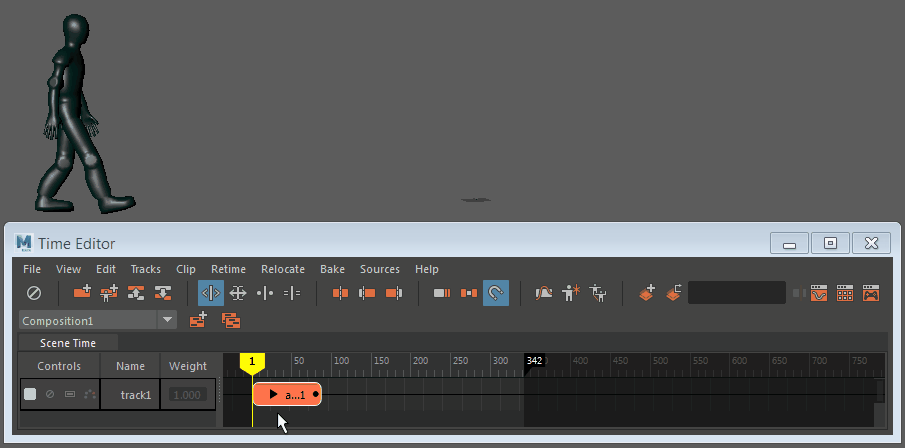 M Time Editor
File View Edit Tracks Clip Retime Relocate Bake Sources Help
Composition1
Scene Time
Controls Name Weight 1 50 100 150 200 250 300 342 400 450 500 550 600 650 700 750
track1 1.000 a...1